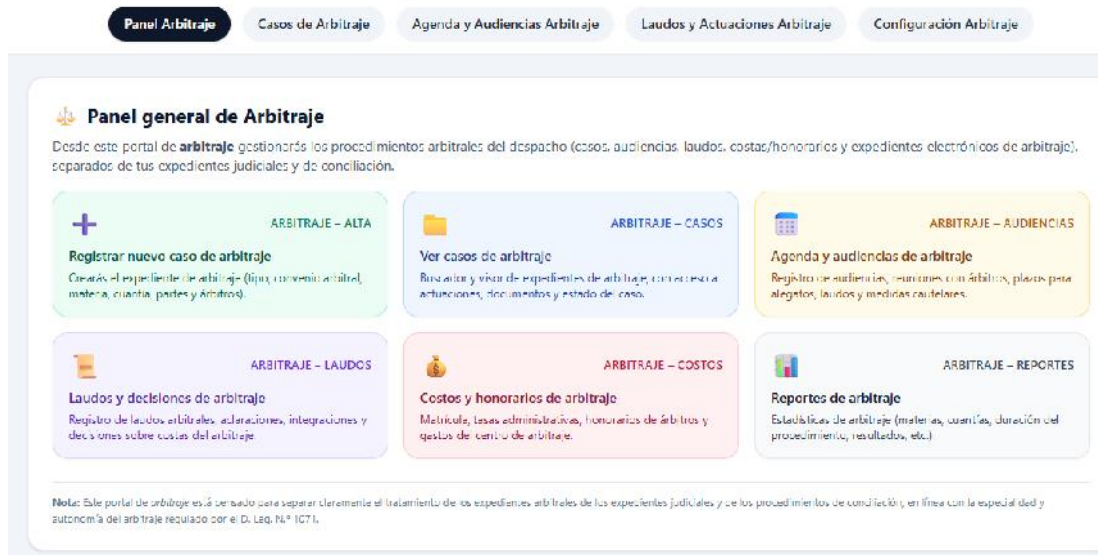 Panel Arbitraje
Casos de Arbitraje
Agenda y Audiencias Arbitraje
Laudos y Actuaciones Arbitraje
Configuración Arbitraje
Panel general de Arbitraje
Desde este portal de arbitraje gestionarás los procedimientos arbitrales del despacho (casos, audiencias, laudos, costas/honorarios y expedientes electrónicos de arbitraje),
separados de tus expedientes judiciales y de conciliación.
ARBITRAJE – ALTA
Registrar nuevo caso de arbitraje
Crearás el expediente de arbitraje (tipo, convenio arbitral,
materia, cuantía, partes y árbitros).
ARBITRAJE – CASOS
Ver casos de arbitraje
Buscador y visor de expedientes de arbitraje, con acceso a
actuaciones, documentos y estado del caso.
ARBITRAJE – AUDIENCIAS
Agenda y audiencias de arbitraje
Registro de audiencias, reuniones con árbitros, plazos para
alegatos, laudos y medidas cautelares.
ARBITRAJE – LAUDOS
Laudos y decisiones de arbitraje
Registro de laudos arbitrales, aclaraciones, integraciones y
decisiones sobre costas del arbitraje.
ARBITRAJE – COSTOS
Costos y honorarios de arbitraje
Matrícula, tasas administrativas, honorarios de árbitros y
gastos del centro de arbitraje.
ARBITRAJE – REPORTES
Reportes de arbitraje
Estadísticas de arbitraje (materias, cuantías, duración del
procedimiento, resultados, etc.)
Nota: Este portal de arbitraje está pensado para separar claramente el tratamiento de los expedientes arbitrales de los expedientes judiciales y de los procedimientos de conciliación, en línea con la especialidad y
autonomía del arbitraje regulado por el D. Leg. N.° 1071.